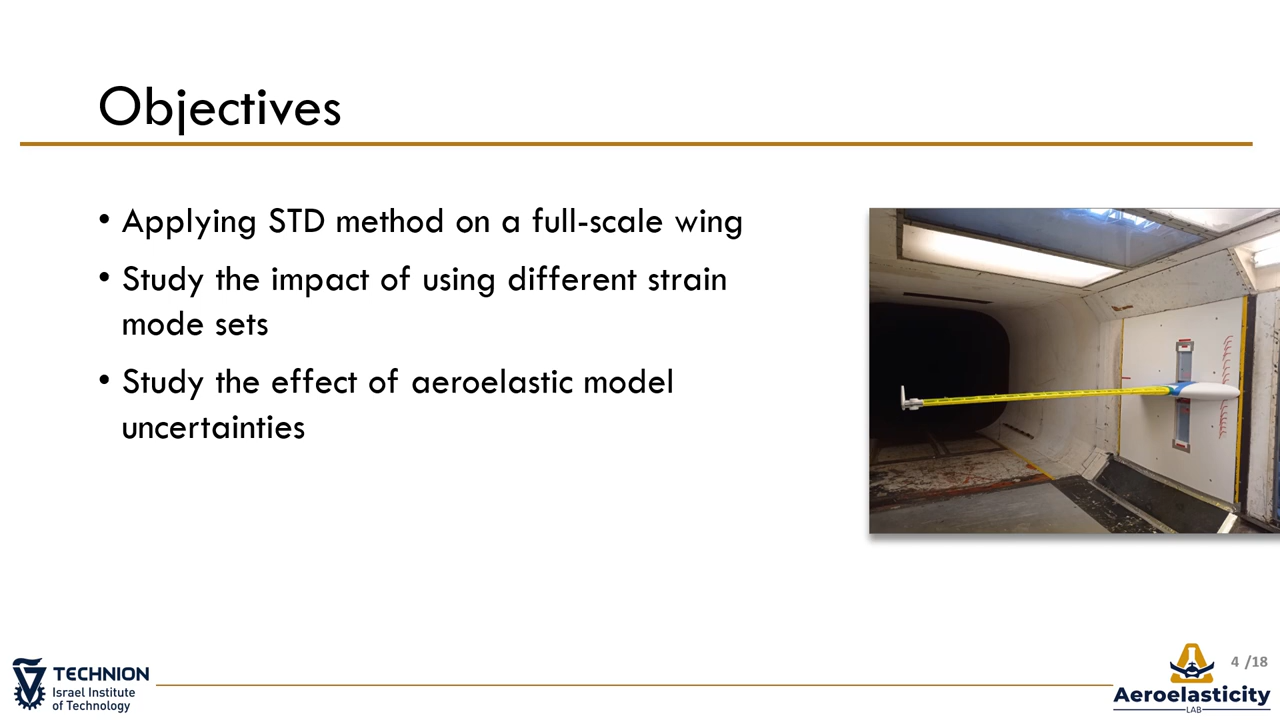 Objectives
• Applying STD method on a full-scale wing
• Study the impact of using different strain
mode sets
• Study the effect of aeroelastic model
uncertainties
TECHNION
Israel Institute
of Technology
4 /18
Aeroelasticity
LAB